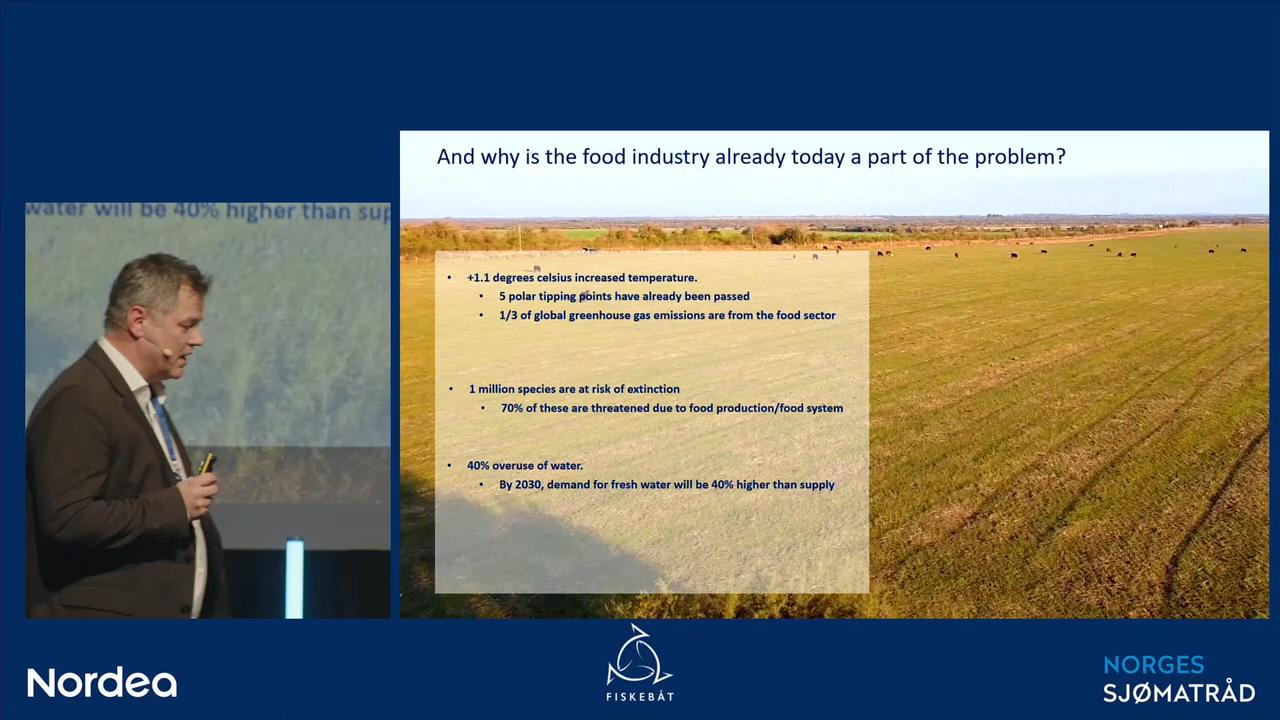 And why is the food industry already today a part of the problem?
water will be 40% higher than sup
• +1.1 degrees celsius increased temperature.
• 5 polar tipping points have already been passed
• 1/3 of global greenhouse gas emissions are from the food sector
• 1 million species are at risk of extinction
• 70% of these are threatened due to food production/food system
• 40% overuse of water.
• By 2030, demand for fresh water will be 40% higher than supply
Nordea
FISKEBÅT
NORGES
SJØMATRÅD